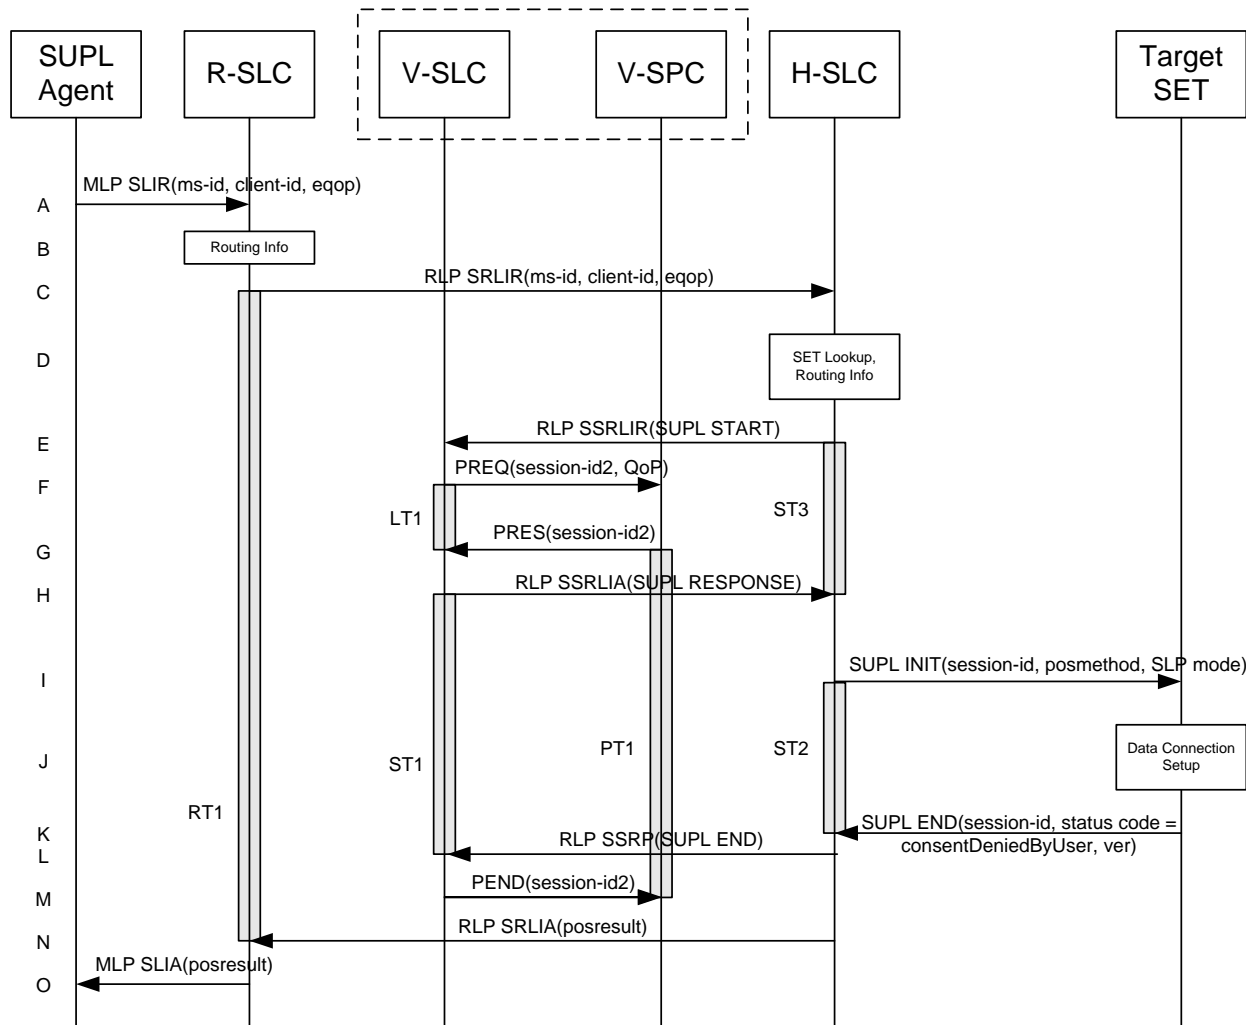 SUPL
Agent
R-SLC
V-SLC
V-SPC
H-SLC
Target
SET
A
MLP SLIR(ms-id, client-id, eqop)
B
Routing Info
C
RLP SRLIR(ms-id, client-id, eqop)
D
SET Lookup,
Routing Info
E
RLP SSRLIR(SUPL START)
F
PREQ(session-id2, QoP)
LT1
ST3
G
PRES(session-id2)
H
RLP SSRLIA(SUPL RESPONSE)
I
SUPL INIT(session-id, posmethod, SLP mode)
J
ST1
PT1
ST2
Data Connection
Setup
RT1
K
SUPL END(session-id, status code =
consentDeniedByUser, ver)
L
RLP SSRP(SUPL END)
M
PEND(session-id2)
N
RLP SRLIA(posresult)
O
MLP SLIA(posresult)